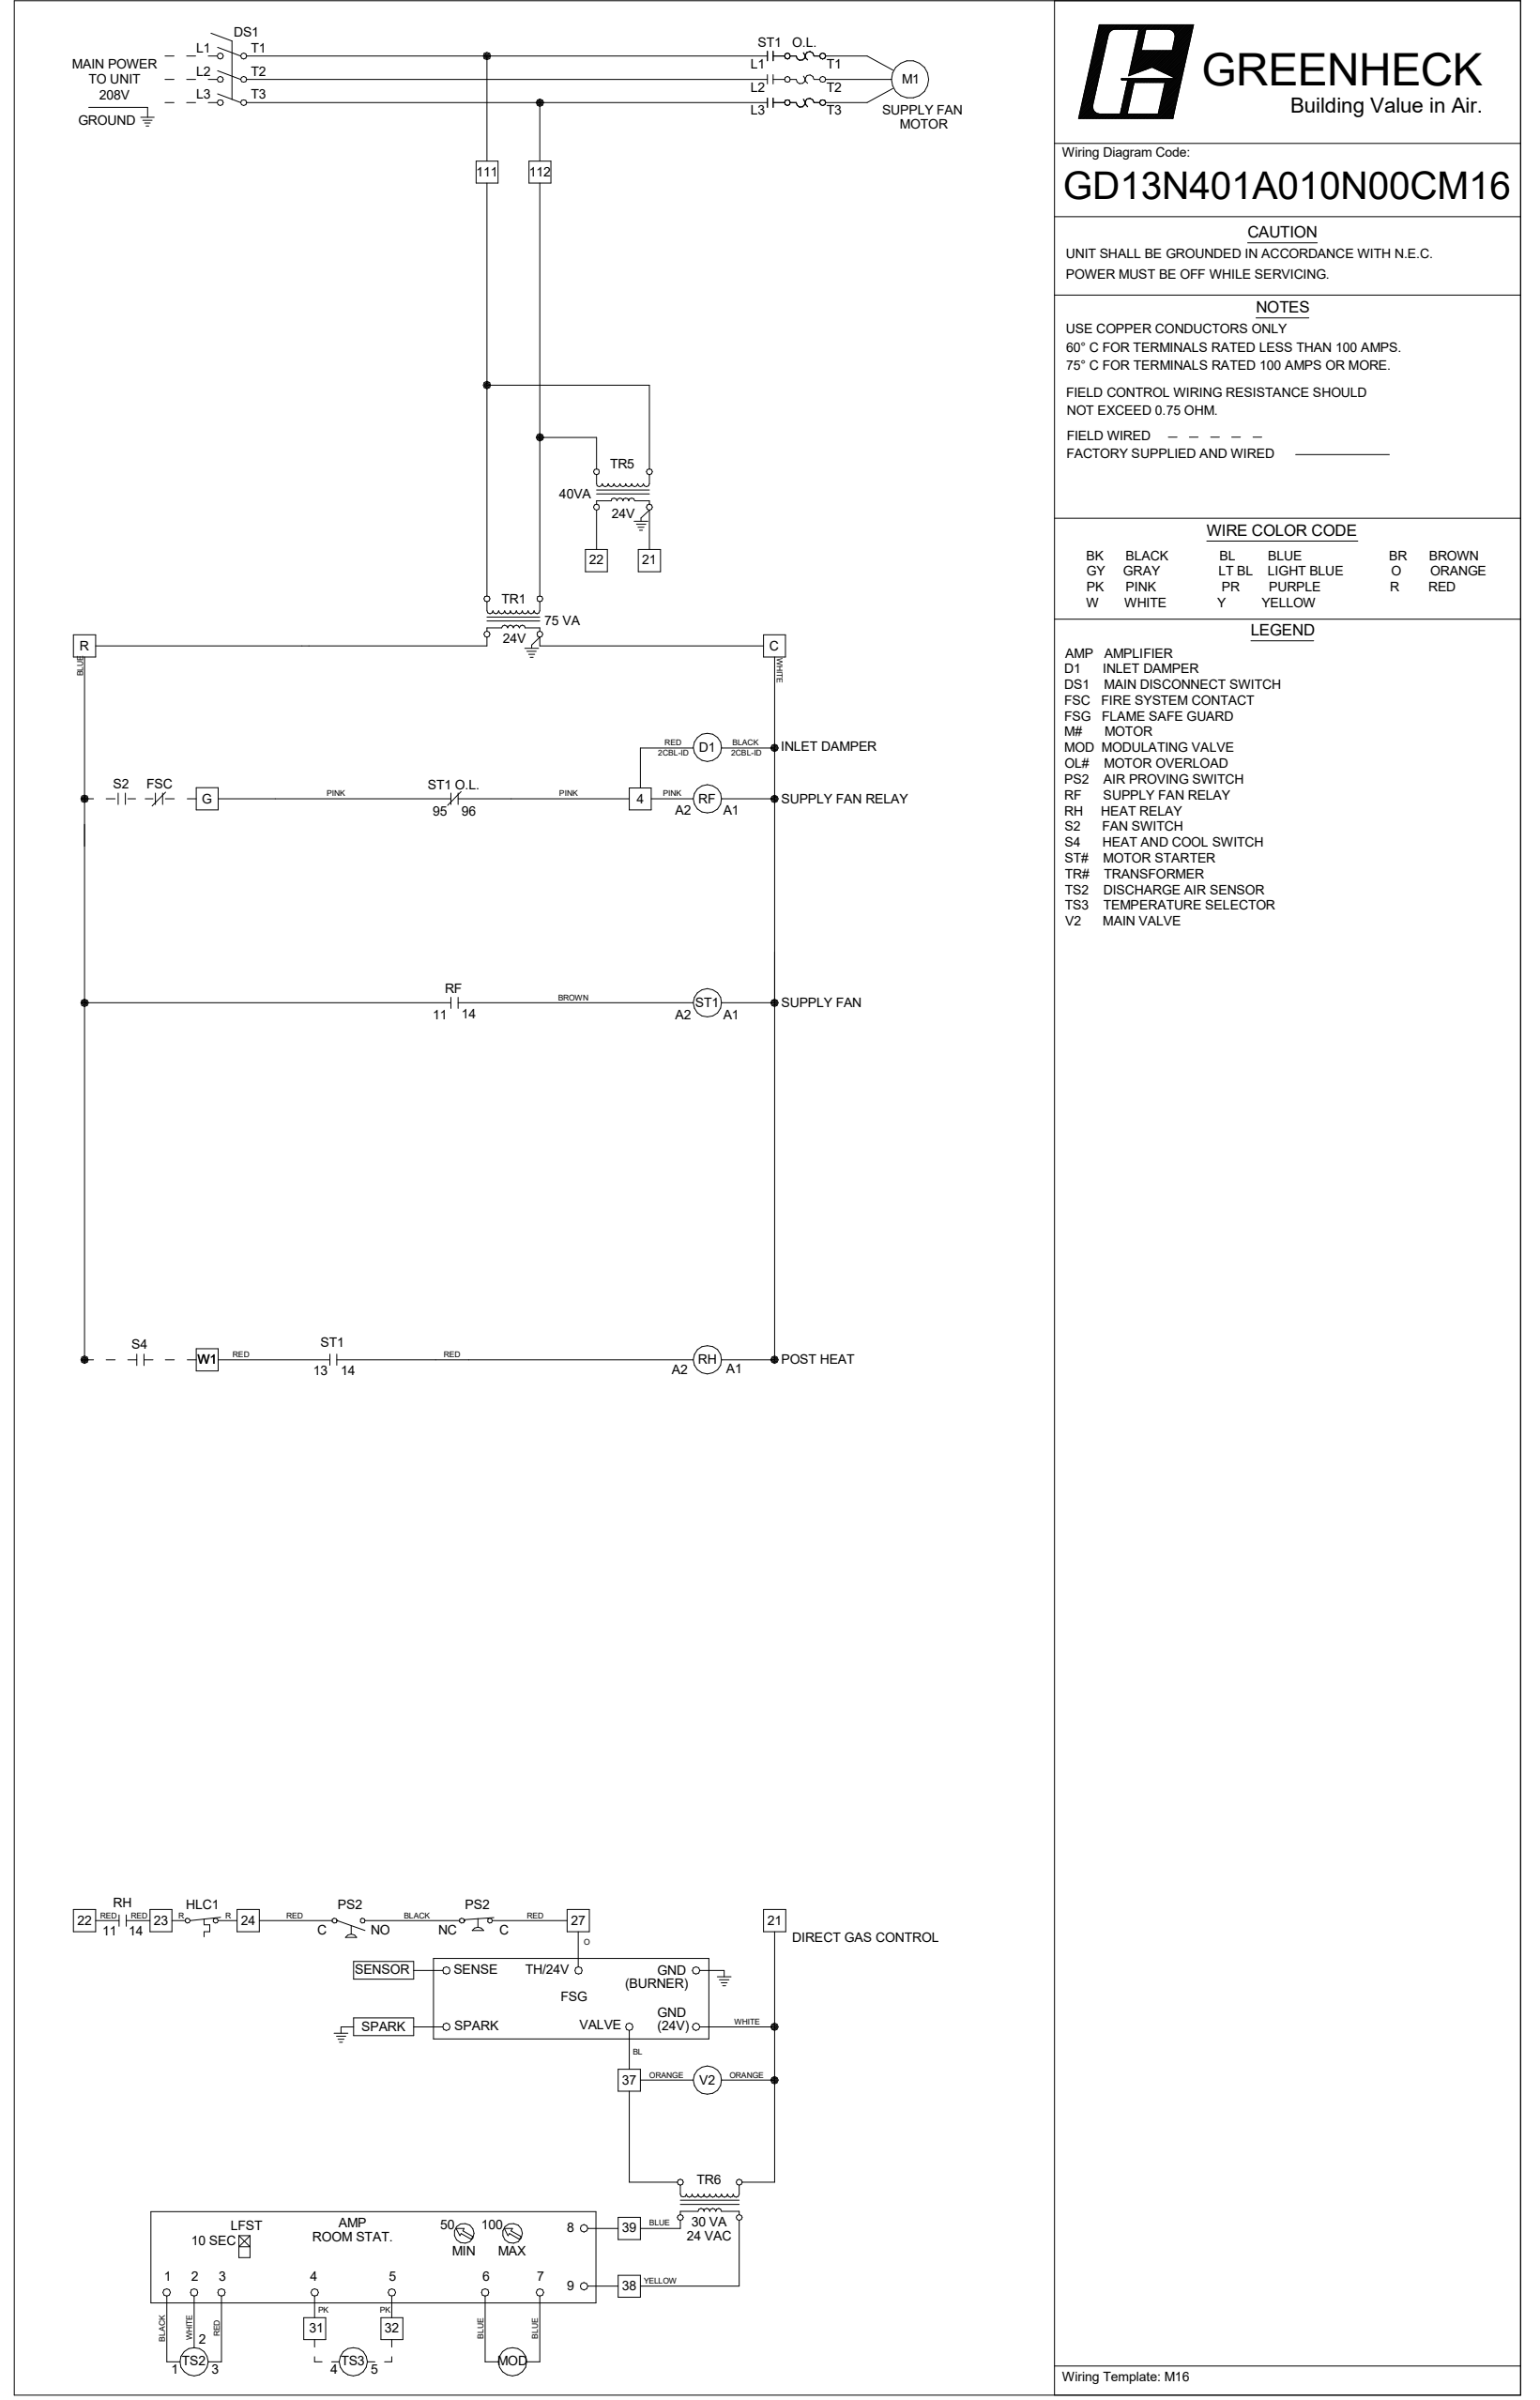 DS1
MAIN POWER
TO UNIT
208V
GROUND
L1 T1
L2 T2
L3 T3
ST1 O.L.
L1 T1
L2 T2
L3 T3
M1
SUPPLY FAN
MOTOR
111 112
TR5
40VA
24V
22 21
TR1
75 VA
24V
R C
BLUE WHITE
RED D1 BLACK INLET DAMPER
2CBL-ID 2CBL-ID
S2 FSC G PINK ST1 O.L. PINK 4 PINK RF SUPPLY FAN RELAY
95 96 A2 A1
RF BROWN ST1 SUPPLY FAN
11 14 A2 A1
S4 W1 RED ST1 RED RH POST HEAT
13 14 A2 A1
RH HLC1 PS2 PS2
22 RED RED 23 R R 24 RED BLACK RED 27 21
11 14 C NO NC C
DIRECT GAS CONTROL
O
SENSOR SENSE TH/24V GND
(BURNER)
FSG
SPARK SPARK VALVE GND
(24V) WHITE
BL
37 ORANGE V2 ORANGE
TR6
30 VA
24 VAC
LFST
10 SEC
AMP
ROOM STAT.
50 MIN
100 MAX
8 39 BLUE
9 38 YELLOW
1 2 3 4 5 6 7
BLACK WHITE RED PK PK BLUE BLUE
31 32
2
1 TS2 3 4 TS3 5 MOD
GREENHECK
Building Value in Air.
Wiring Diagram Code:
GD13N401A010N00CM16
CAUTION
UNIT SHALL BE GROUNDED IN ACCORDANCE WITH N.E.C.
POWER MUST BE OFF WHILE SERVICING.
NOTES
USE COPPER CONDUCTORS ONLY
60° C FOR TERMINALS RATED LESS THAN 100 AMPS.
75° C FOR TERMINALS RATED 100 AMPS OR MORE.
FIELD CONTROL WIRING RESISTANCE SHOULD
NOT EXCEED 0.75 OHM.
FIELD WIRED
FACTORY SUPPLIED AND WIRED
WIRE COLOR CODE
BK BLACK BL BLUE BR BROWN
GY GRAY LT BL LIGHT BLUE O ORANGE
PK PINK PR PURPLE R RED
W WHITE Y YELLOW
LEGEND
AMP AMPLIFIER
D1 INLET DAMPER
DS1 MAIN DISCONNECT SWITCH
FSC FIRE SYSTEM CONTACT
FSG FLAME SAFE GUARD
M# MOTOR
MOD MODULATING VALVE
OL# MOTOR OVERLOAD
PS2 AIR PROVING SWITCH
RF SUPPLY FAN RELAY
RH HEAT RELAY
S2 FAN SWITCH
S4 HEAT AND COOL SWITCH
ST# MOTOR STARTER
TR# TRANSFORMER
TS2 DISCHARGE AIR SENSOR
TS3 TEMPERATURE SELECTOR
V2 MAIN VALVE
Wiring Template: M16